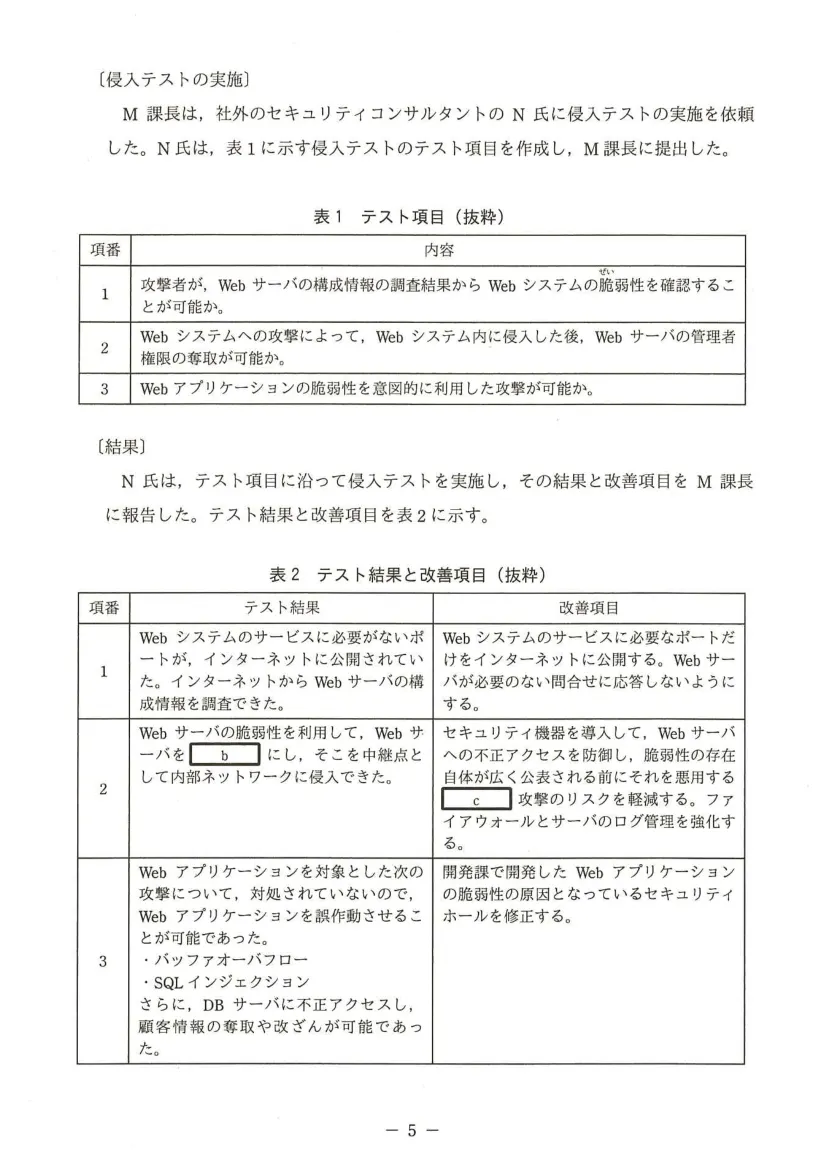 〔侵入テストの実施〕
M 課長は，社外のセキュリティコンサルタントの N 氏に侵入テストの実施を依頼
した。N 氏は，表 1 に示す侵入テストのテスト項目を作成し，M 課長に提出した。
表 1　テスト項目（抜粋）
項番　内容
ぜい
1　攻撃者が，Web サーバの構成情報の調査結果から Web システムの脆弱性を確認するこ
とが可能か。
2　Web システムへの攻撃によって，Web システム内に侵入した後，Web サーバの管理者
権限の奪取が可能か。
3　Web アプリケーションの脆弱性を意図的に利用した攻撃が可能か。
〔結果〕
N 氏は，テスト項目に沿って侵入テストを実施し，その結果と改善項目を M 課長
に報告した。テスト結果と改善項目を表 2 に示す。
表 2　テスト結果と改善項目（抜粋）
項番　テスト結果　改善項目
1
Web システムのサービスに必要がないポ
ートが，インターネットに公開されてい
た。インターネットから Web サーバの構
成情報を調査できた。
Web システムのサービスに必要なポートだ
けをインターネットに公開する。Web サー
バが必要のない問合せに応答しないように
する。
2
Web サーバの脆弱性を利用して，Web サ
ーバを b にし，そこを中継点と
して内部ネットワークに侵入できた。
セキュリティ機器を導入して，Web サーバ
への不正アクセスを防御し，脆弱性の存在
自体が広く公表される前にそれを悪用する
c 攻撃のリスクを軽減する。ファ
イアウォールとサーバのログ管理を強化す
る。
3
Web アプリケーションを対象とした次の
攻撃について，対処されていないので，
Web アプリケーションを誤作動させるこ
とが可能であった。
・バッファオーバフロー
・SQL インジェクション
さらに，DB サーバに不正アクセスし，
顧客情報の奪取や改ざんが可能であっ
た。
開発課で開発した Web アプリケーション
の脆弱性の原因となっているセキュリティ
ホールを修正する。
－ 5 －